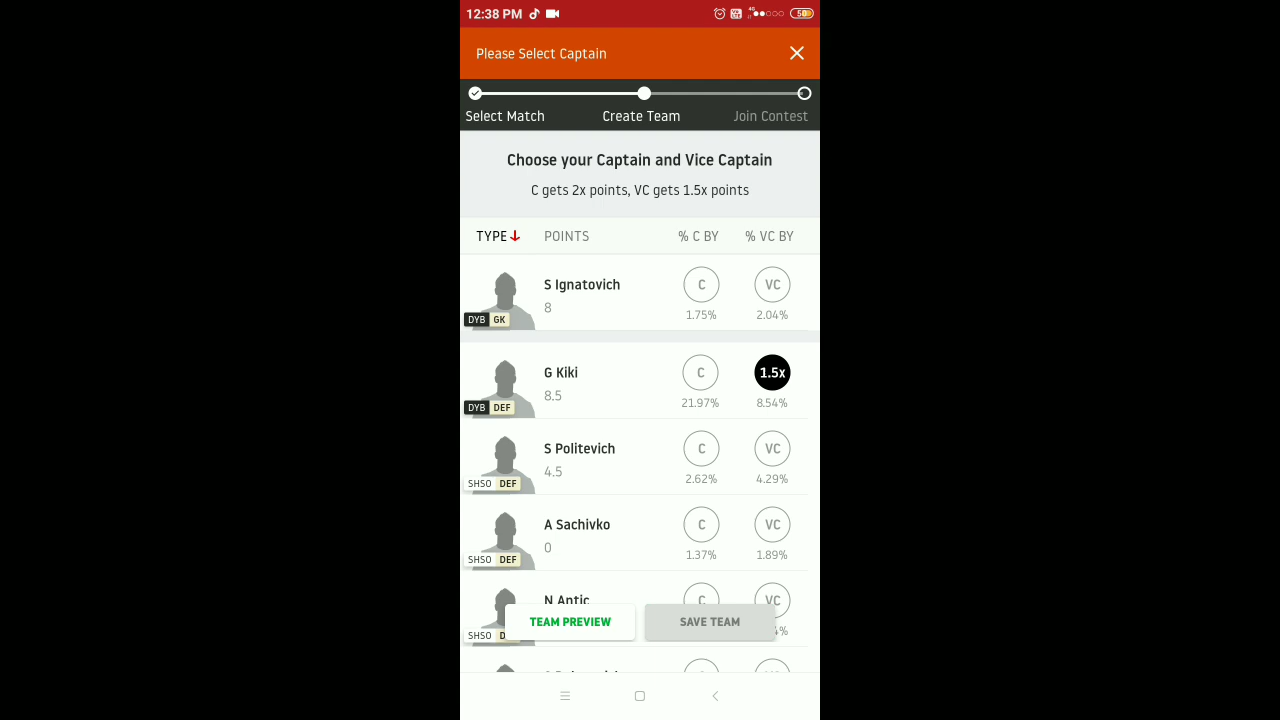 12:38 PM 4G 50
Please Select Captain
Select Match Create Team Join Contest
Choose your Captain and Vice Captain
C gets 2x points, VC gets 1.5x points
TYPE POINTS % C BY % VC BY
S Ignatovich C VC
8 1.75% 2.04%
DYB GK
G Kiki C 1.5x
8.5 21.97% 8.54%
DYB DEF
S Politevich C VC
4.5 2.62% 4.29%
SHSO DEF
A Sachivko C VC
0 1.37% 1.89%
SHSO DEF
N Antic C VC
TEAM PREVIEW SAVE TEAM
SHSO